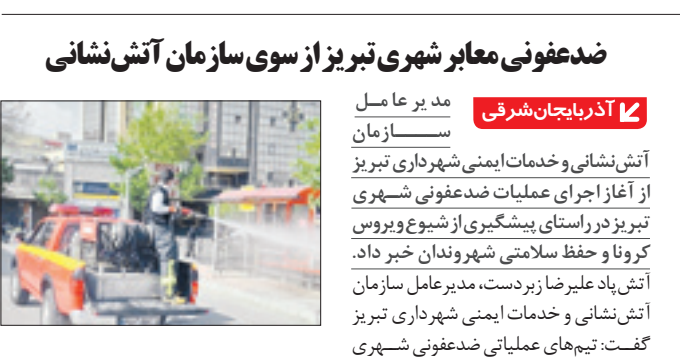 ضدعفونی معابر شهری تبریز از سوی سازمان آتش‌نشانی
آذربایجان‌شرقی
مدیرعامل
سازمان
آتش‌نشانی و خدمات ایمنی شهرداری تبریز
از آغاز اجرای عملیات ضدعفونی شهری
تبریز در راستای پیشگیری از شیوع ویروس
کرونا و حفظ سلامتی شهروندان خبر داد.
آتش‌پاد علیرضا زبردست، مدیرعامل سازمان
آتش‌نشانی و خدمات ایمنی شهرداری تبریز
گفت: تیم‌های عملیاتی ضدعفونی شهری